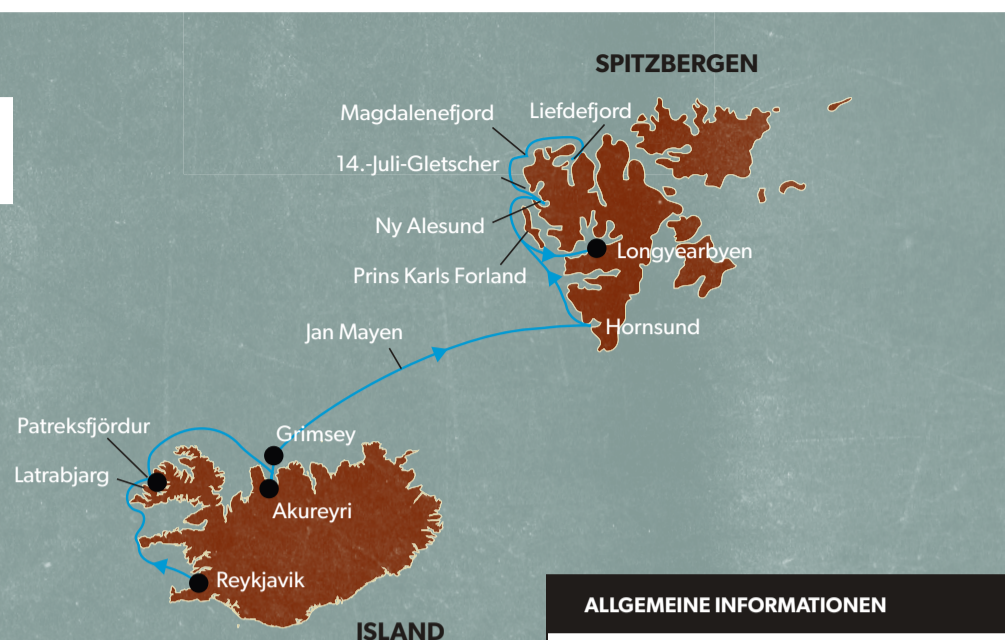 SPITZBERGEN
Magdalenefjord
Liefdefjord
14.-Juli-Gletscher
Ny Alesund
Longyearbyen
Prins Karls Forland
Hornsund
Jan Mayen
Patreksfjördur
Grimsey
Latrabjarg
Akureyri
Reykjavik
ISLAND
ALLGEMEINE INFORMATIONEN